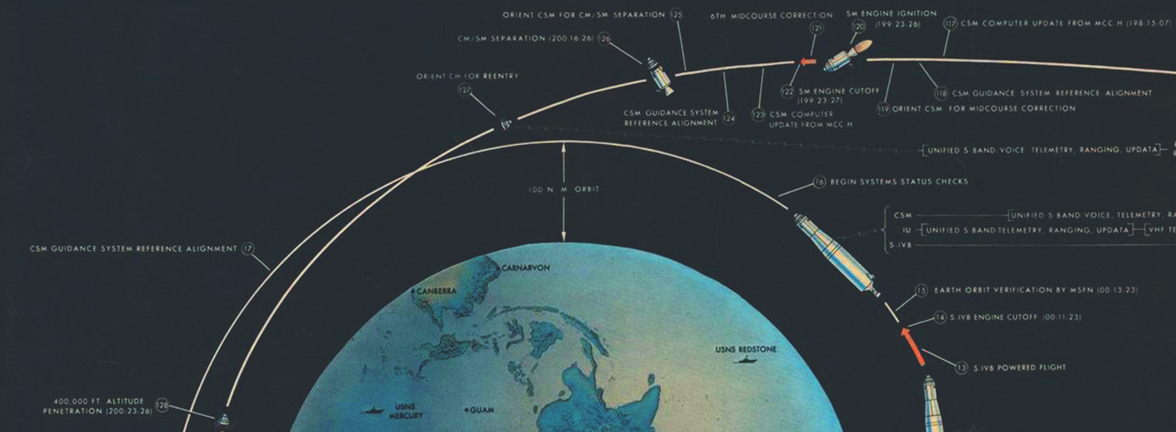 ORIENT CSM FOR CM/SM SEPARATION 125
6TH MIDCOURSE CORRECTION
121
SM ENGINE IGNITION
120 (199:23:26)
117 CSM COMPUTER UPDATE FROM MCC H (198:15:07)
CM/SM SEPARATION (200:16:26) 126
ORIENT CM FOR REENTRY
127
122 SM ENGINE CUTOFF
(199:23:27)
118 CSM GUIDANCE SYSTEM REFERENCE ALIGNMENT
119 ORIENT CSM FOR MIDCOURSE CORRECTION
CSM GUIDANCE SYSTEM
REFERENCE ALIGNMENT 124
123 CSM COMPUTER
UPDATE FROM MCC H
UNIFIED S BAND: VOICE, TELEMETRY, RANGING, UPDATA
100 N. M. ORBIT
16 BEGIN SYSTEMS STATUS CHECKS
CSM UNIFIED S BAND: VOICE, TELEMETRY, RA
IU UNIFIED S BAND: TELEMETRY, RANGING, UPDATA VHF TE
S-IVB
CSM GUIDANCE SYSTEM REFERENCE ALIGNMENT 17
CARNARVON
CANBERRA
15 EARTH ORBIT VERIFICATION BY MSFN (00:13:23)
14 S-IVB ENGINE CUTOFF (00:11:23)
USNS REDSTONE
13 S-IVB POWERED FLIGHT
400,000 FT. ALTITUDE
PENETRATION (200:23:26) 128
USNS
MERCURY
GUAM